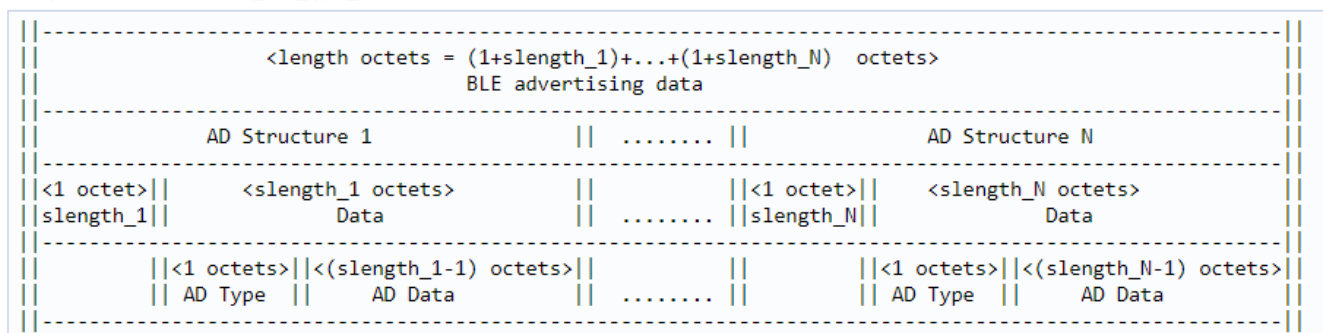 ||------------------------------------------------------------------------------------------------------------||
|| <length octets = (1+slength_1)+...+(1+slength_N) octets> ||
|| BLE advertising data ||
||------------------------------------------------------------------------------------------------------------||
|| AD Structure 1 || ........ || AD Structure N ||
||------------------------------------------------------------------------------------------------------------||
||<1 octet>|| <slength_1 octets> || ||<1 octet>|| <slength_N octets> ||
||slength_1|| Data || ........ ||slength_N|| Data ||
||------------------------------------------------------------------------------------------------------------||
|| ||<1 octets>||<(slength_1-1) octets>|| || ||<1 octets>||<(slength_N-1) octets>||
|| || AD Type || AD Data || ........ || || AD Type || AD Data ||
||------------------------------------------------------------------------------------------------------------||